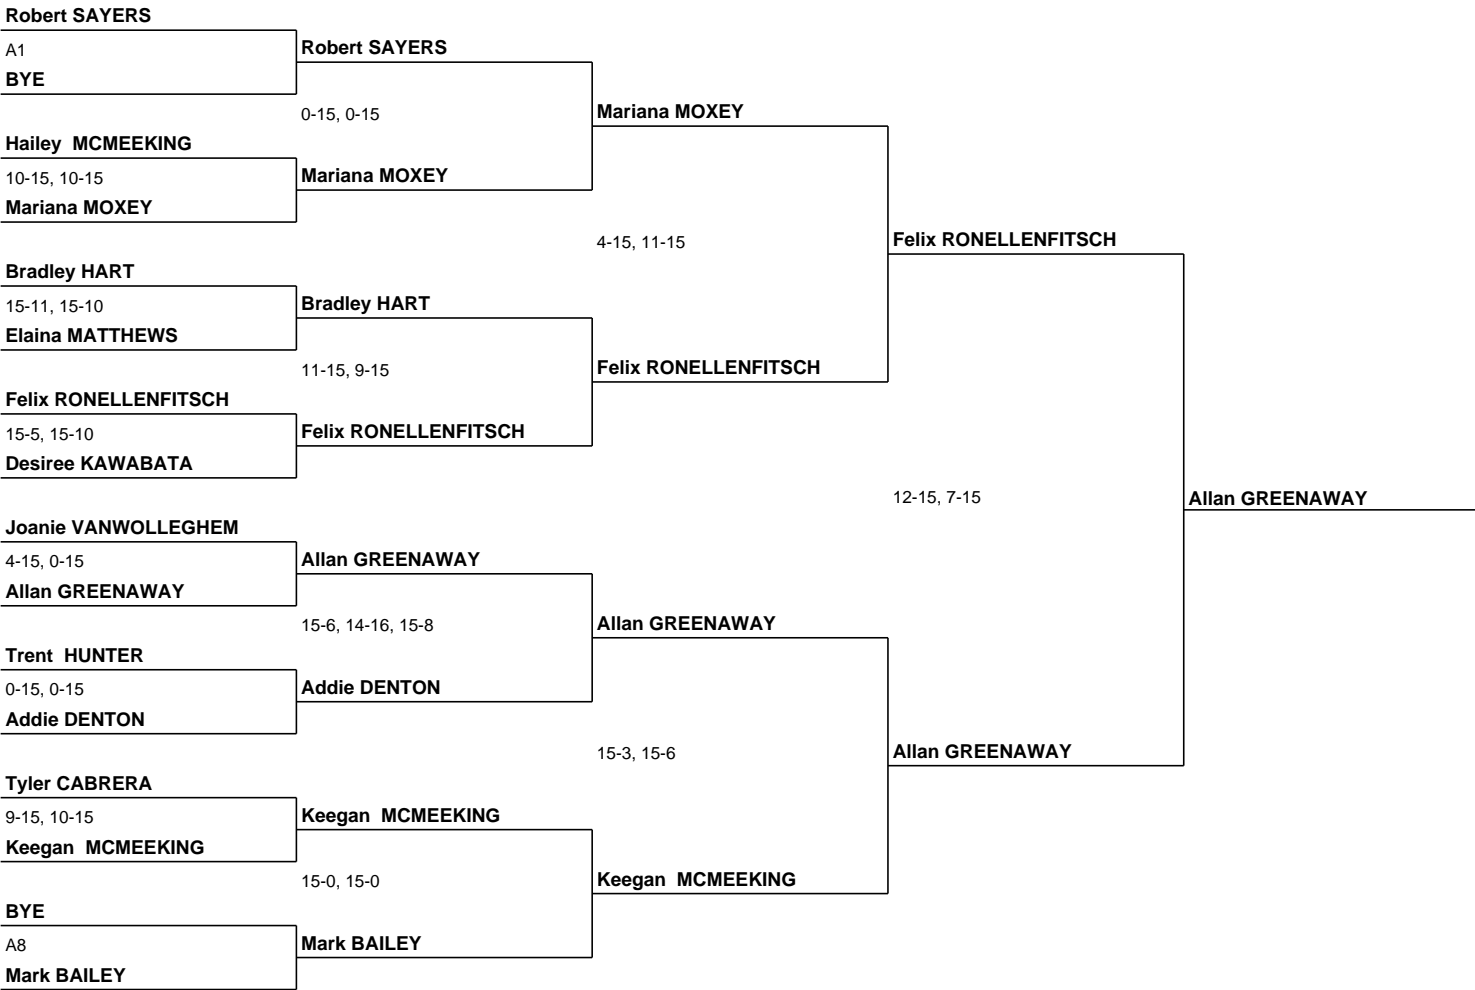 Robert SAYERS
A1
BYE
Robert SAYERS
0-15, 0-15
Hailey  MCMEEKING
10-15, 10-15
Mariana MOXEY
Mariana MOXEY
Mariana MOXEY
4-15, 11-15
Bradley HART
15-11, 15-10
Elaina MATTHEWS
Bradley HART
11-15, 9-15
Felix RONELLENFITSCH
15-5, 15-10
Desiree KAWABATA
Felix RONELLENFITSCH
Felix RONELLENFITSCH
Felix RONELLENFITSCH
12-15, 7-15
Joanie VANWOLLEGHEM
4-15, 0-15
Allan GREENAWAY
Allan GREENAWAY
15-6, 14-16, 15-8
Trent  HUNTER
0-15, 0-15
Addie DENTON
Addie DENTON
Allan GREENAWAY
15-3, 15-6
Tyler CABRERA
9-15, 10-15
Keegan  MCMEEKING
Keegan  MCMEEKING
15-0, 15-0
BYE
A8
Mark BAILEY
Mark BAILEY
Keegan  MCMEEKING
Allan GREENAWAY
Allan GREENAWAY